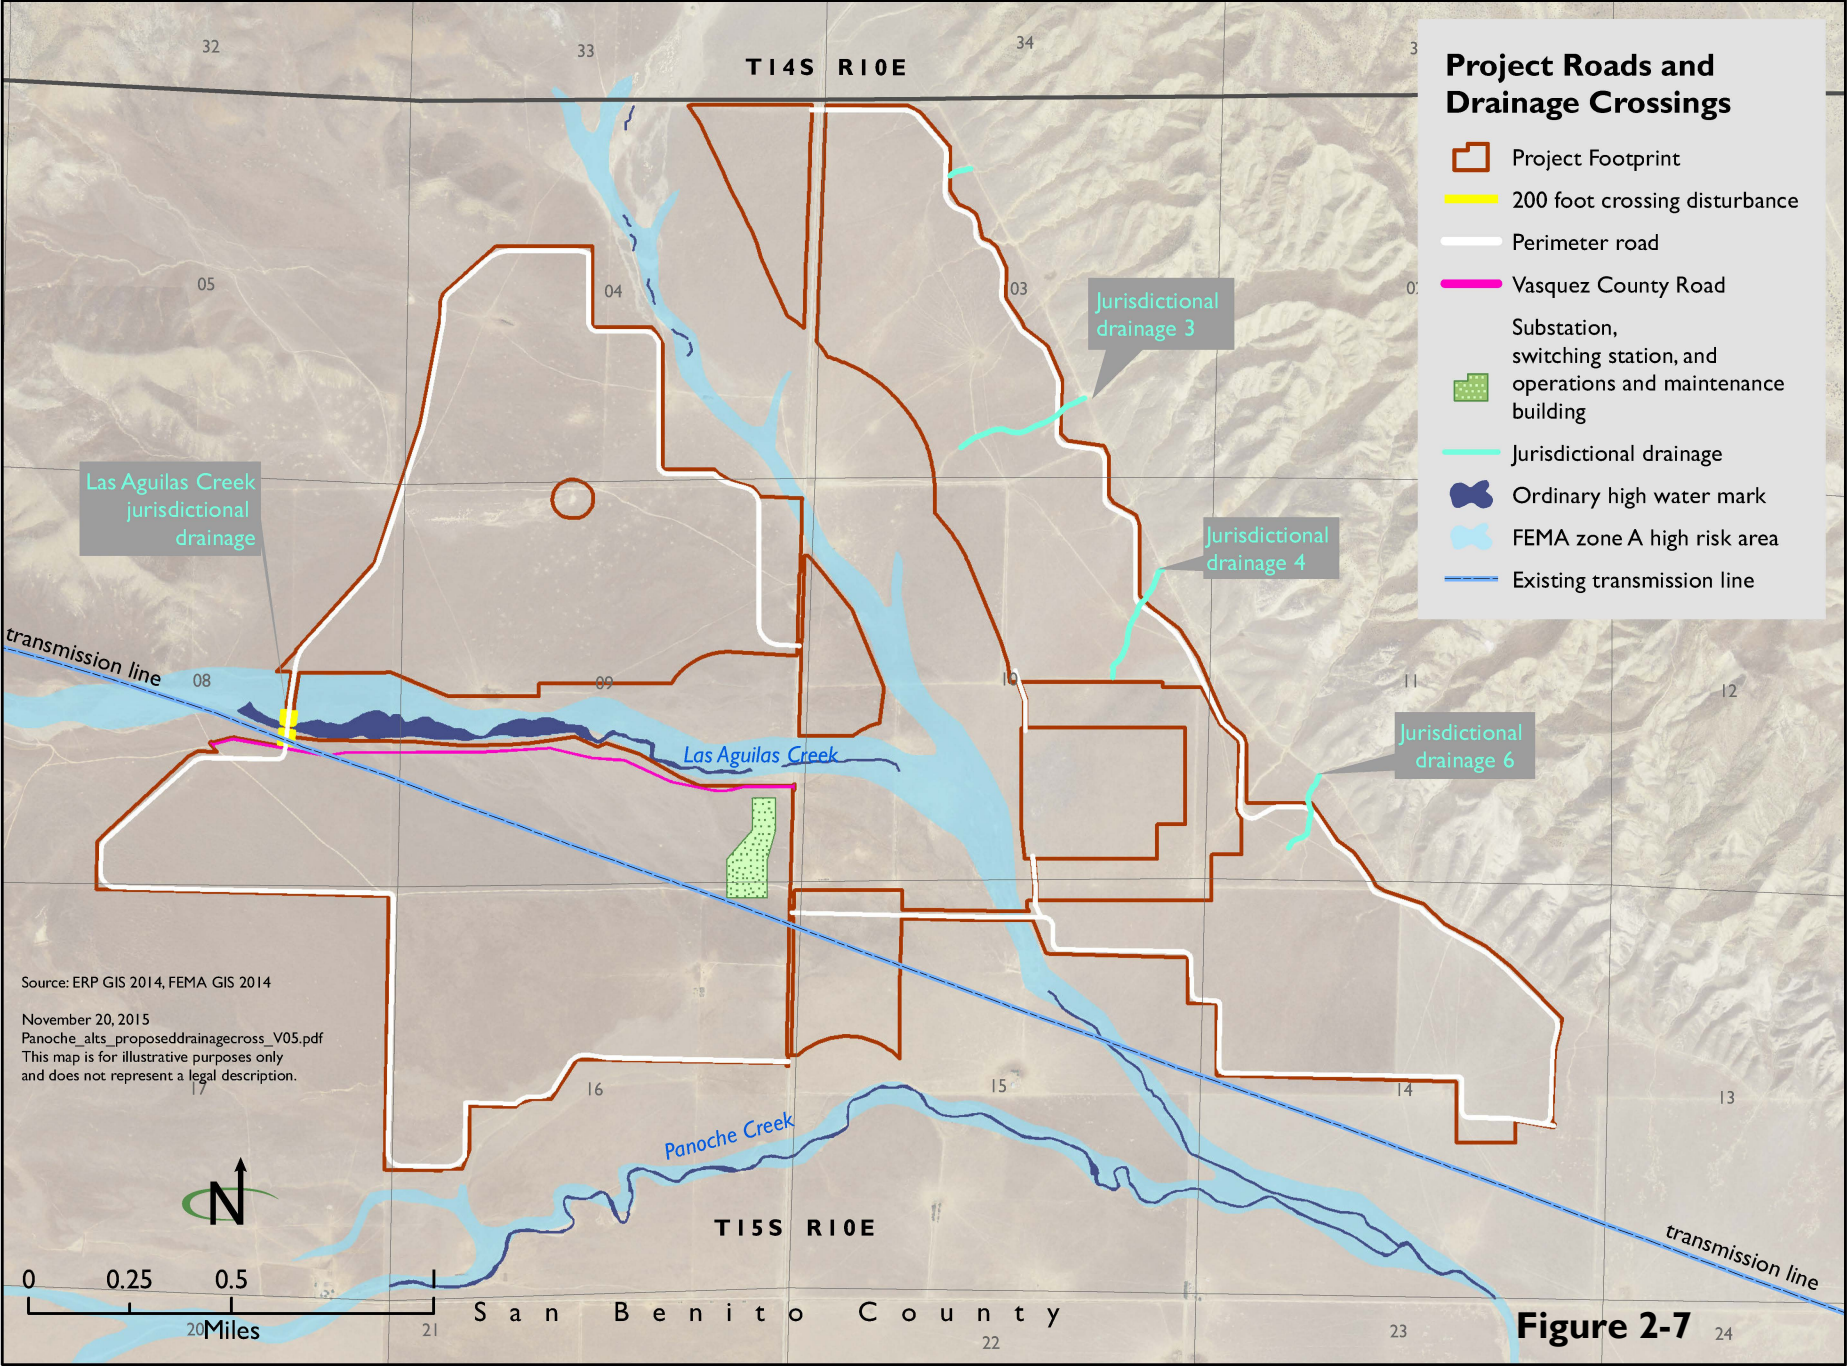 32
33
34
3
T14S R10E
Project Roads and
Drainage Crossings
Project Footprint
200 foot crossing disturbance
Perimeter road
Vasquez County Road
Substation,
switching station, and
operations and maintenance
building
Jurisdictional drainage
Ordinary high water mark
FEMA zone A high risk area
Existing transmission line
05
04
03
0
Jurisdictional
drainage 3
Las Aguilas Creek
jurisdictional
drainage
Jurisdictional
drainage 4
transmission line
08
09
10
11
12
Jurisdictional
drainage 6
Las Aguilas Creek
Source: ERP GIS 2014, FEMA GIS 2014
November 20, 2015
Panoche_alts_proposeddrainagecross_V05.pdf
This map is for illustrative purposes only
and does not represent a legal description.
17
16
15
14
13
Panoche Creek
N
T15S R10E
transmission line
0 0.25 0.5 1
Miles
San Benito County
20
21
22
23
24
Figure 2-7